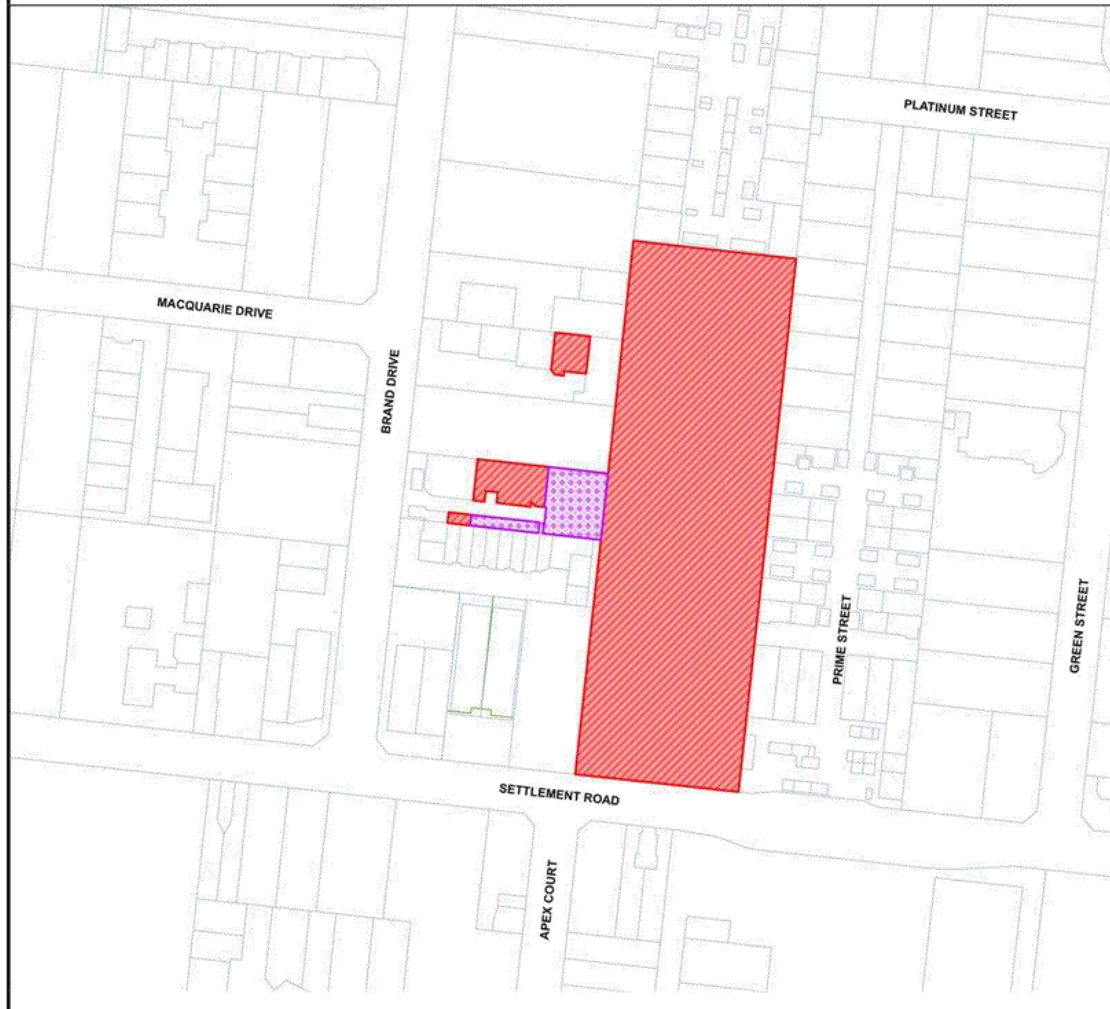 PLATINUM STREET
MACQUARIE DRIVE
BRAND DRIVE
PRIME STREET
GREEN STREET
SETTLEMENT ROAD
APEX COURT